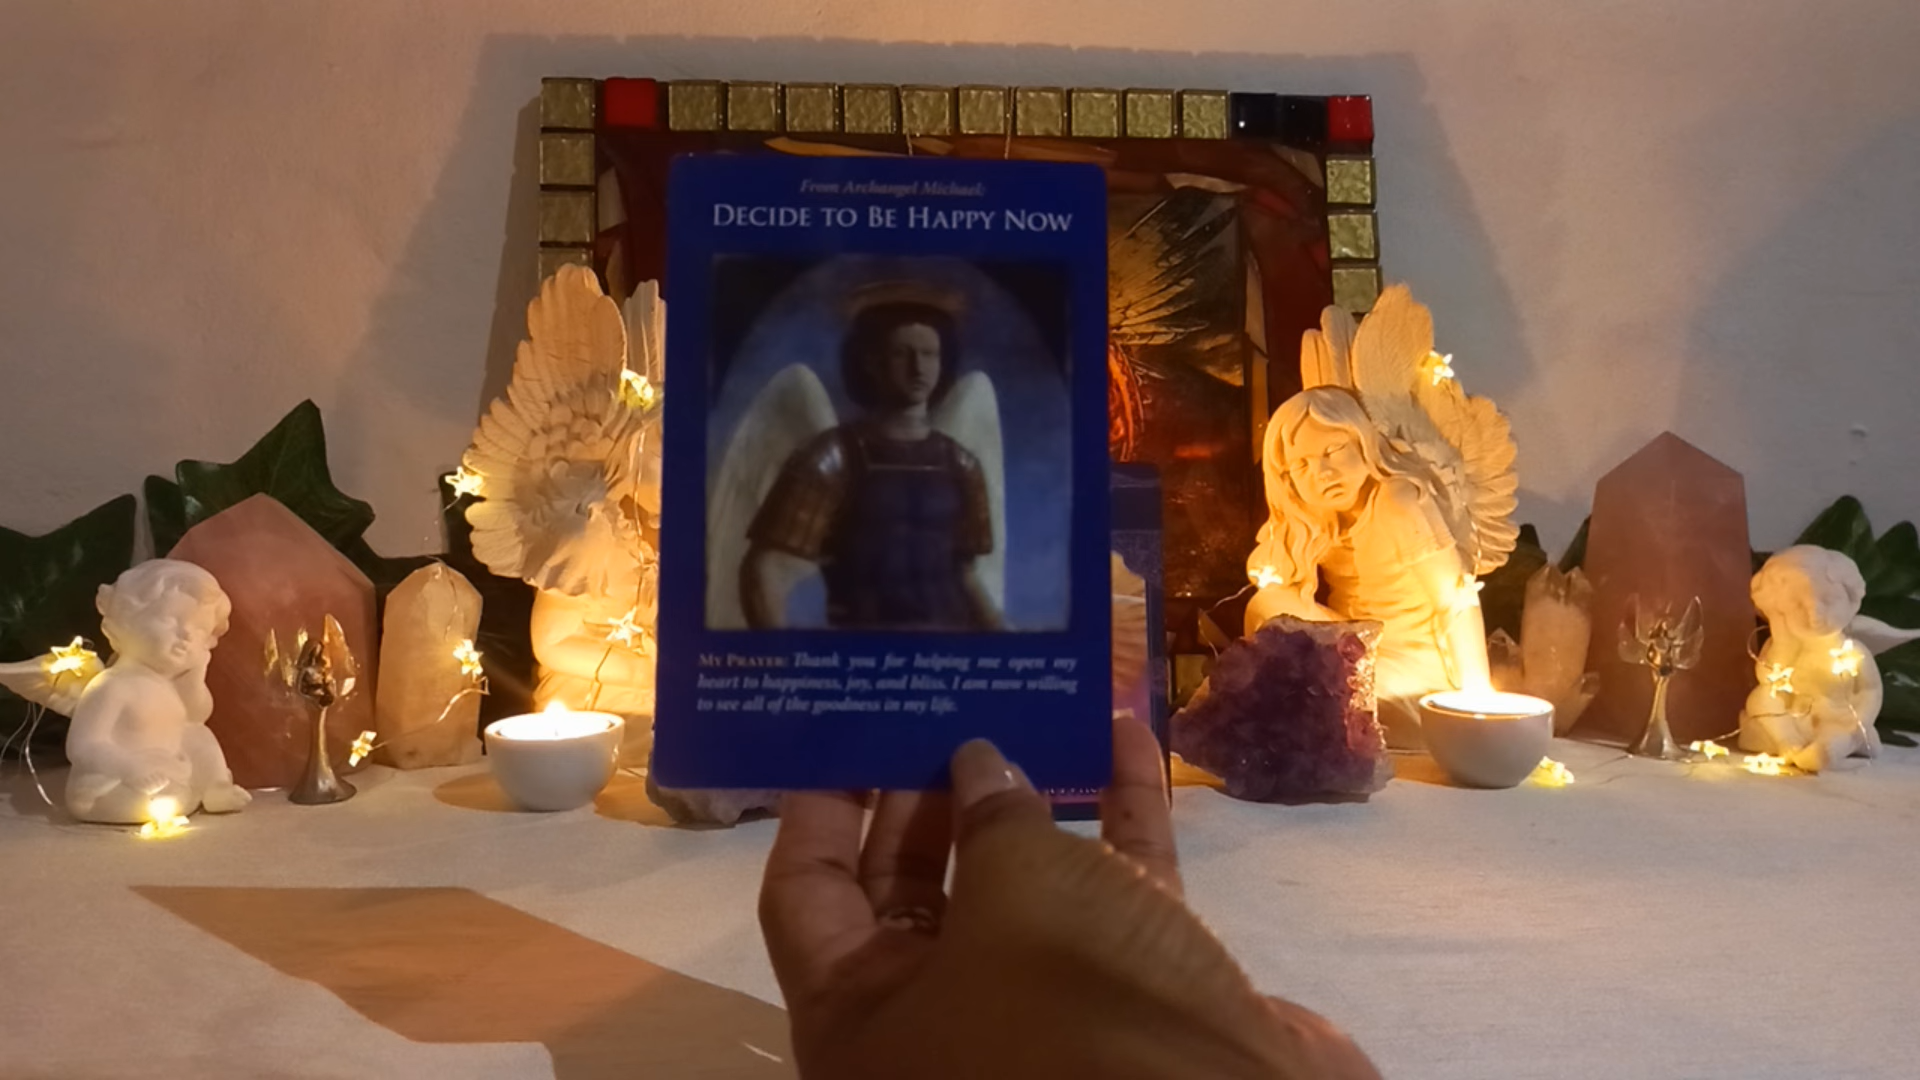 From Archangel Michael:
DECIDE TO BE HAPPY NOW
MY PRAYER: Thank you for helping me open my
heart to happiness, joy, and bliss. I am now willing
to see all of the goodness in my life.